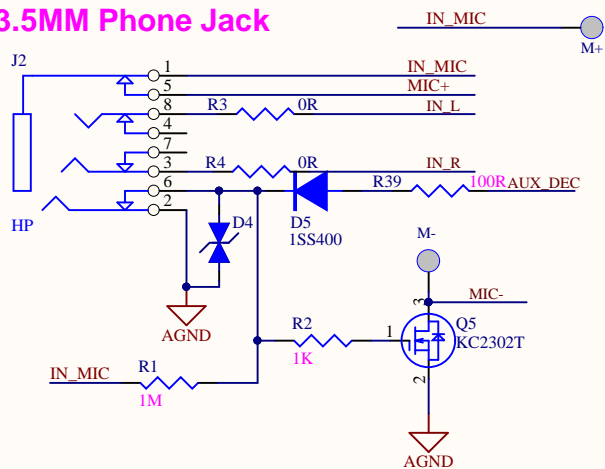 3.5MM Phone Jack
IN_MIC
M+
J2
1
IN_MIC
5
MIC+
8
R3
0R
IN_L
4
7
3
R4
0R
IN_R
6
R39
100R
AUX_DEC
2
HP
D4
D5
1SS400
M-
AGND
3
MIC-
R2
1
Q5
KC2302T
1K
IN_MIC
R1
1M
2
AGND